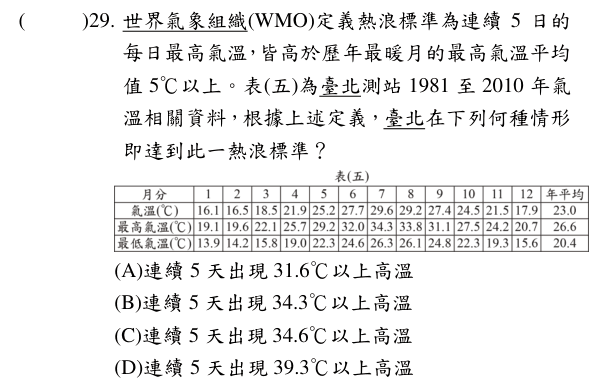 (      )29. 世界氣象組織(WMO)定義熱浪標準為連續 5 日的
每日最高氣溫，皆高於歷年最暖月的最高氣溫平均
值 5℃以上。表(五)為臺北測站 1981 至 2010 年氣
溫相關資料，根據上述定義，臺北在下列何種情形
即達到此一熱浪標準？
表(五)
月分 1 2 3 4 5 6 7 8 9 10 11 12 年平均
氣溫(℃) 16.1 16.5 18.5 21.9 25.2 27.7 29.6 29.2 27.4 24.5 21.5 17.9 23.0
最高氣溫(℃) 19.1 19.6 22.1 25.7 29.2 32.0 34.3 33.8 31.1 27.5 24.2 20.7 26.6
最低氣溫(℃) 13.9 14.2 15.8 19.0 22.3 24.6 26.3 26.1 24.8 22.3 19.3 15.6 20.4
(A)連續 5 天出現 31.6℃以上高溫
(B)連續 5 天出現 34.3℃以上高溫
(C)連續 5 天出現 34.6℃以上高溫
(D)連續 5 天出現 39.3℃以上高溫